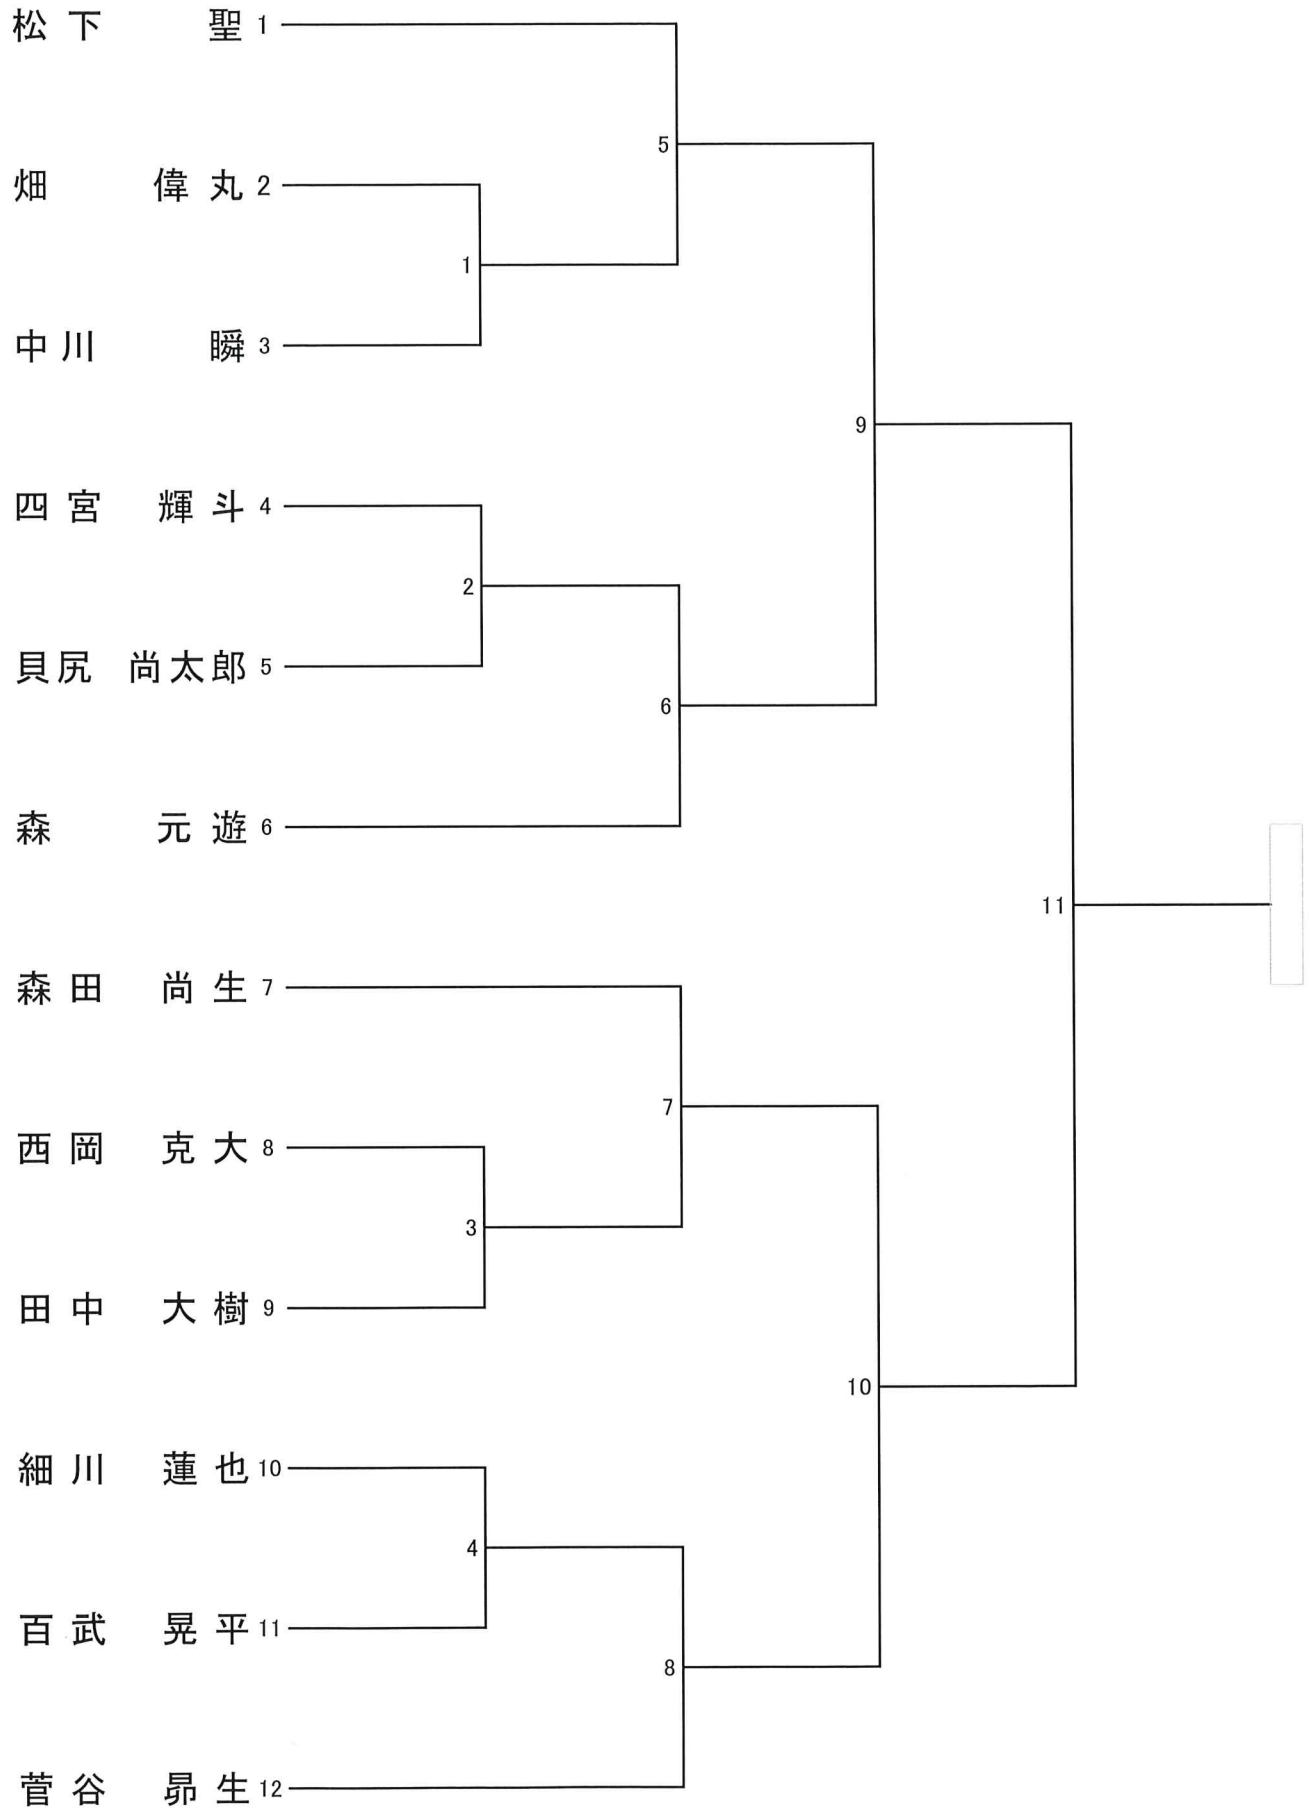 松下 聖 1
5
畑 偉丸 2
1
中川 瞬 3
9
四宮 輝斗 4
2
貝尻 尚太郎 5
6
森 元遊 6
11
森田 尚生 7
7
西岡 克大 8
3
田中 大樹 9
10
細川 蓮也 10
4
百武 晃平 11
8
菅谷 昴生 12